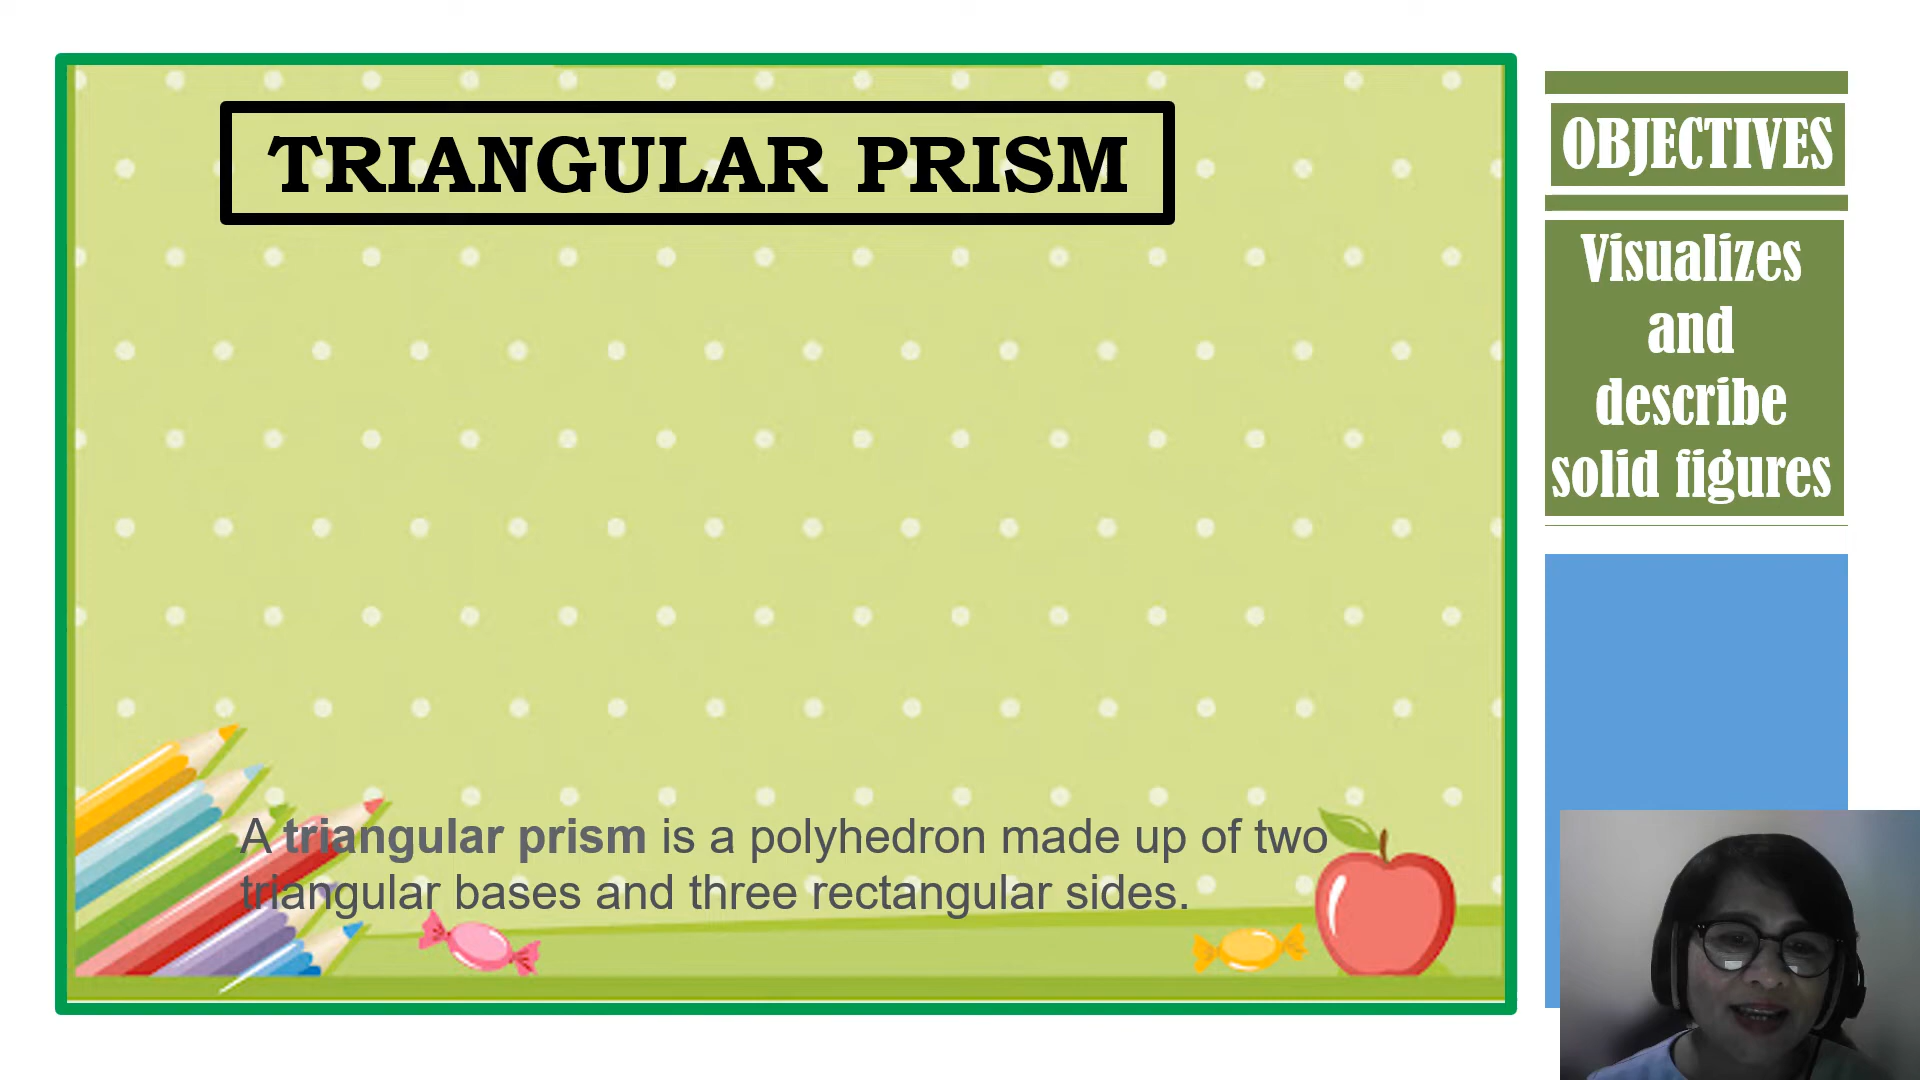 TRIANGULAR PRISM
A triangular prism is a polyhedron made up of two
triangular bases and three rectangular sides.
OBJECTIVES
Visualizes
and
describe
solid figures